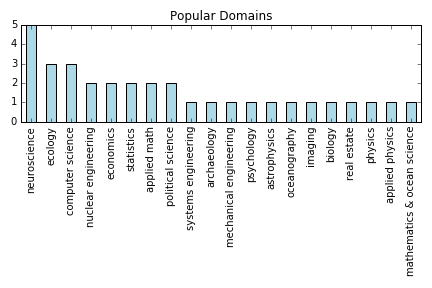 Popular Domains
5
4
3
2
1
0
neuroscience
ecology
computer science
nuclear engineering
economics
statistics
applied math
political science
systems engineering
archaeology
mechanical engineering
psychology
astrophysics
oceanography
imaging
biology
real estate
physics
applied physics
mathematics & ocean science